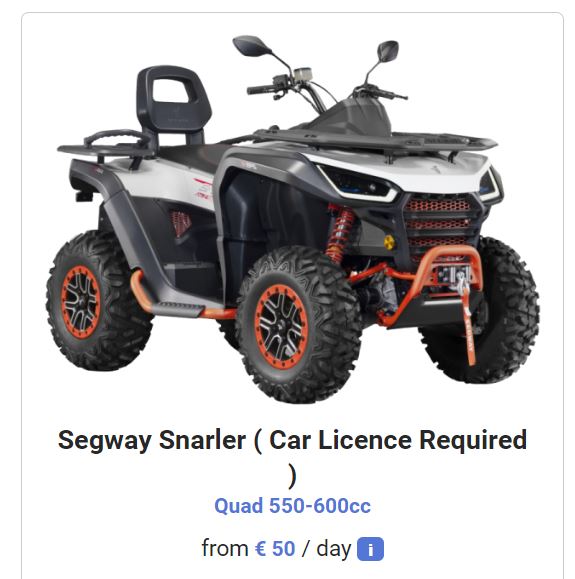 Segway Snarler ( Car Licence Required
)
Quad 550-600cc
from € 50 / day i